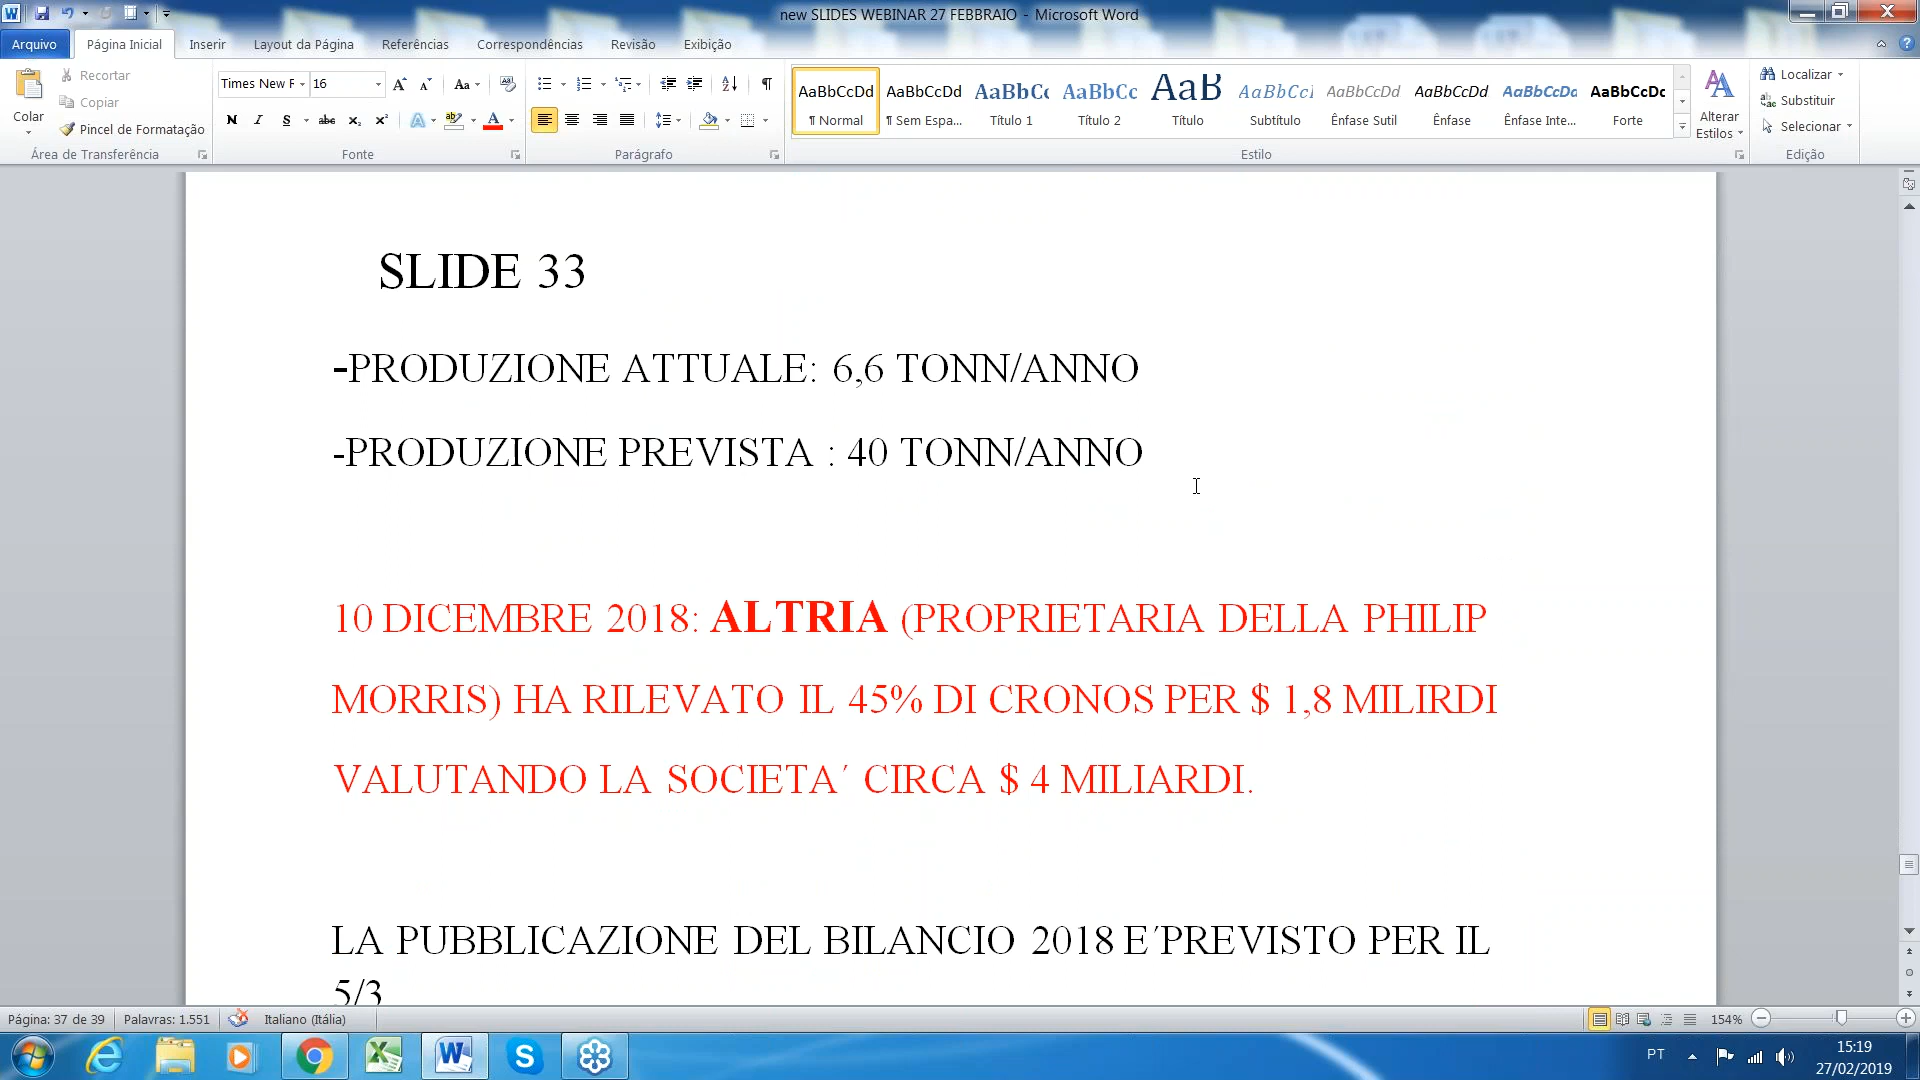 new SLIDES WEBINAR 27 FEBBRAIO - Microsoft Word
Arquivo Página Inicial Inserir Layout da Página Referências Correspondências Revisão Exibição
Colar
Recortar
Copiar
Pincel de Formatação
Área de Transferência
Times New F 16
Fonte
Parágrafo
AaBbCcDd AaBbCcDd AaBbCc AaBbCc AaB AaBbCcI AaBbCcDd AaBbCcDd AaBbCcDd AaBbCcDc
¶ Normal ¶ Sem Espa... Título 1 Título 2 Título Subtítulo Ênfase Sutil Ênfase Ênfase Inte... Forte
Estilo
Alterar
Estilos
Localizar
Substituir
Selecionar
Edição
SLIDE 33
-PRODUZIONE ATTUALE: 6,6 TONN/ANNO
-PRODUZIONE PREVISTA : 40 TONN/ANNO
10 DICEMBRE 2018: ALTRIA (PROPRIETARIA DELLA PHILIP
MORRIS) HA RILEVATO IL 45% DI CRONOS PER $ 1,8 MILIRDI
VALUTANDO LA SOCIETA´ CIRCA $ 4 MILIARDI.
LA PUBBLICAZIONE DEL BILANCIO 2018 E´PREVISTO PER IL
5/3
Página: 37 de 39 Palavras: 1.551 Italiano (Itália) 154%
PT
15:19
27/02/2019